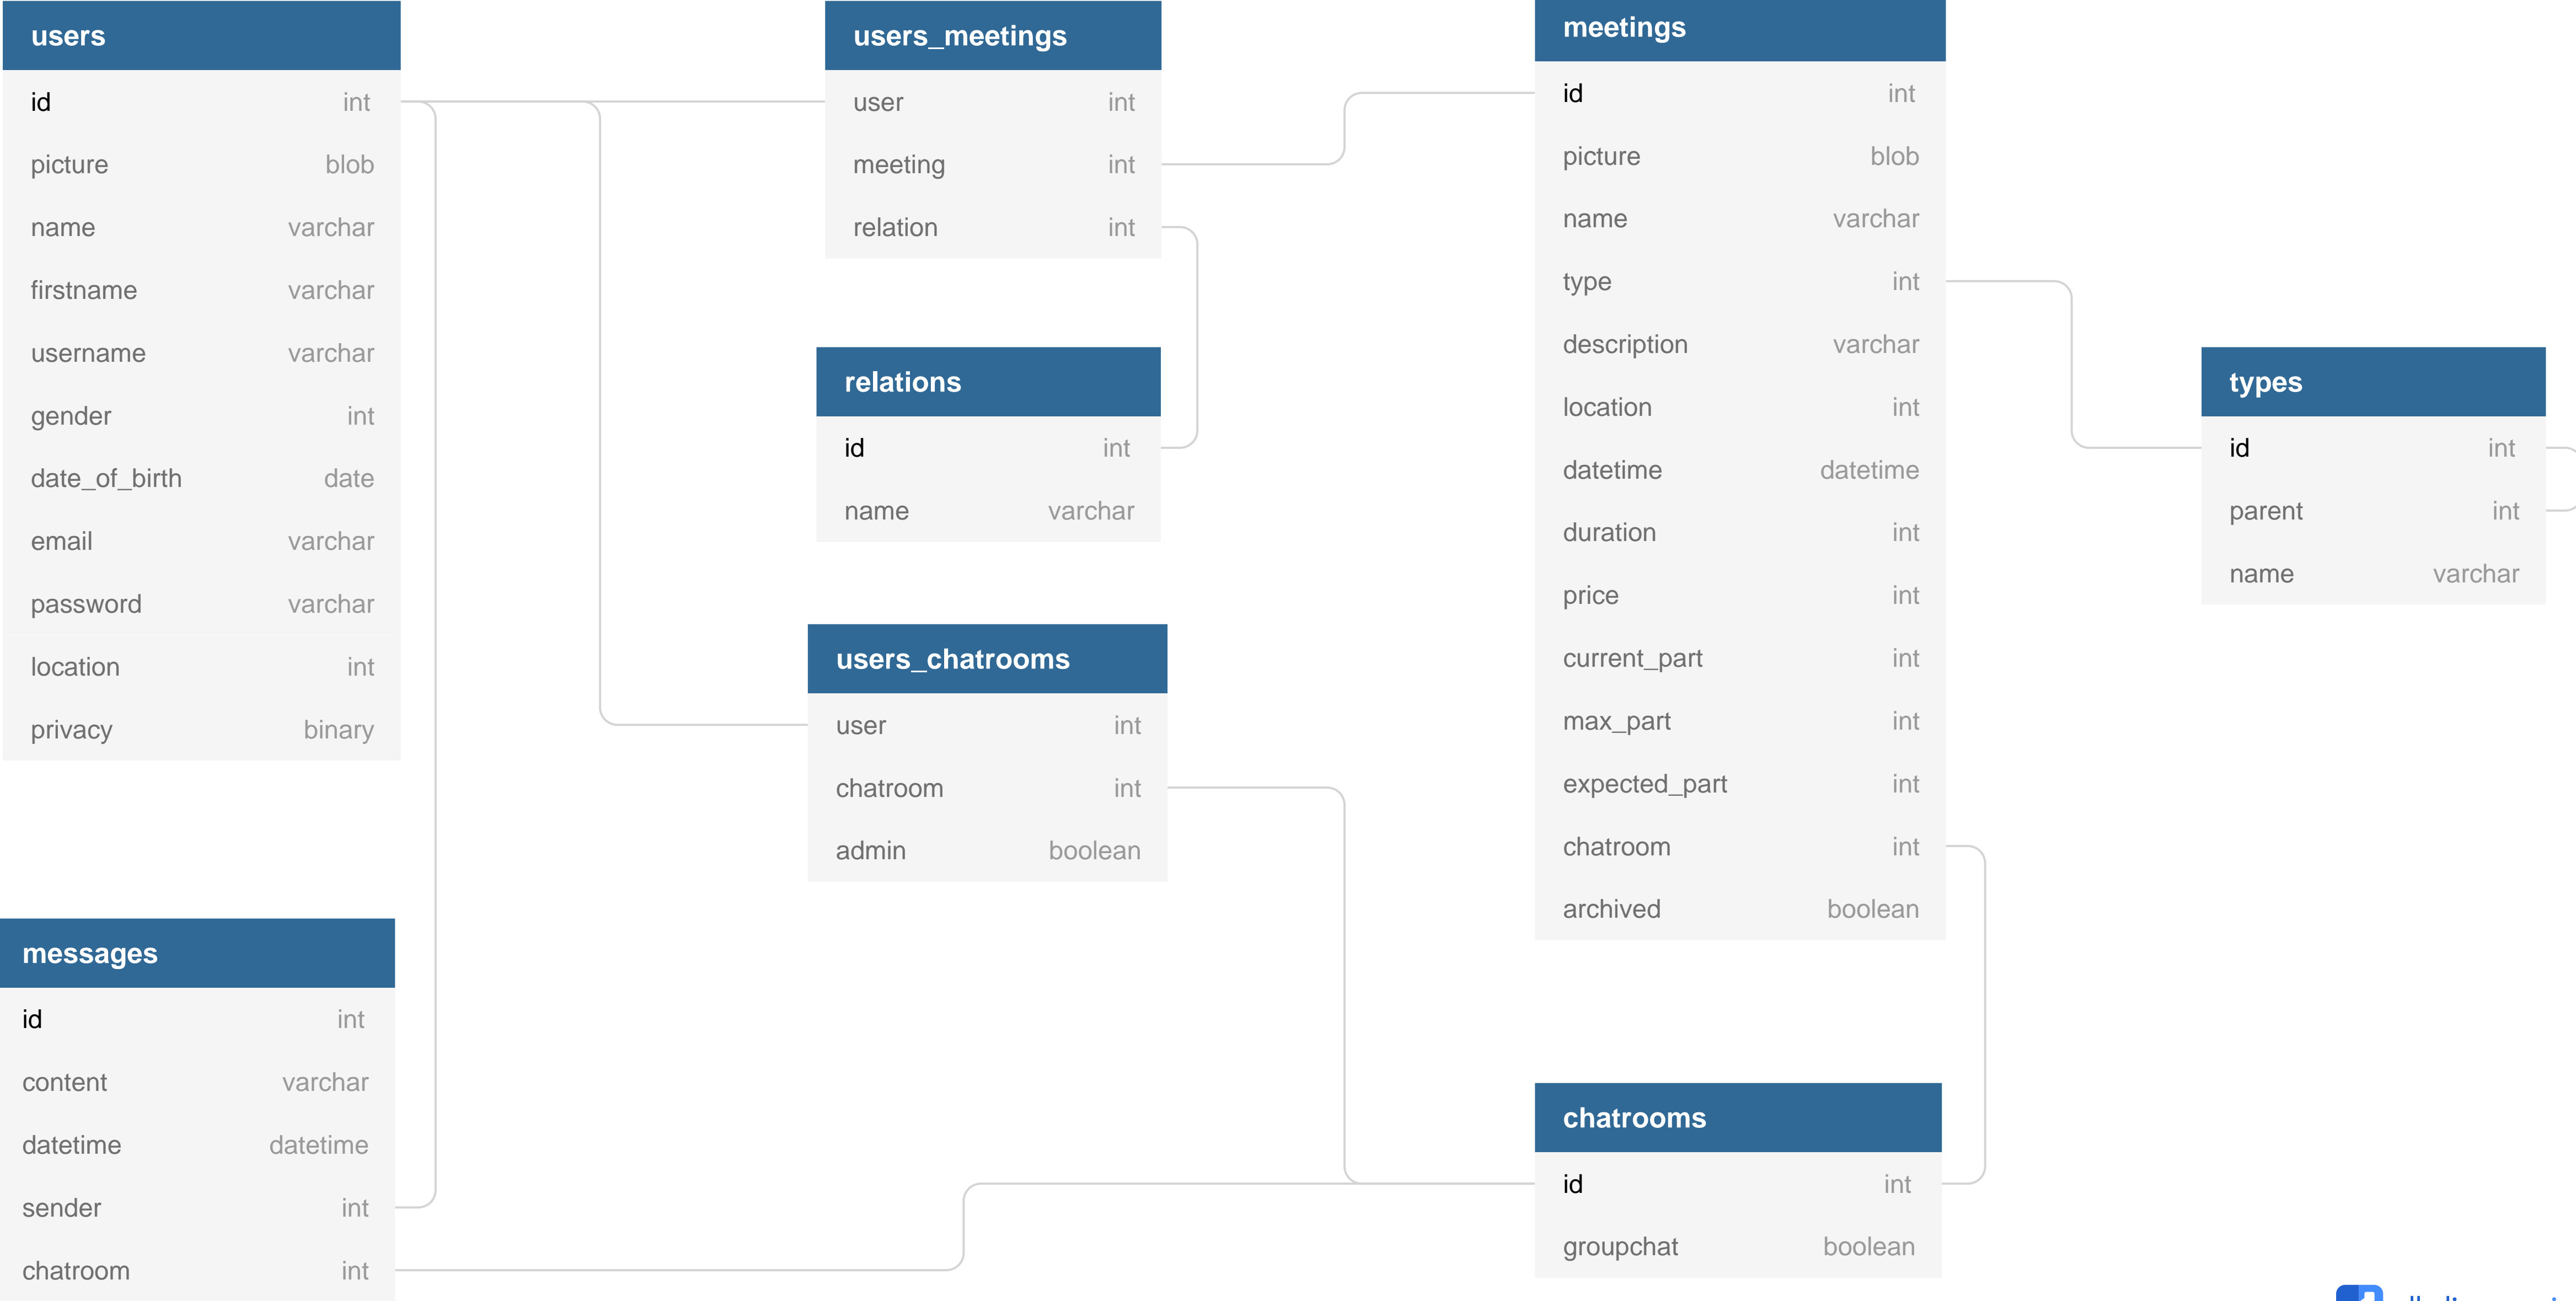 users
id int
picture blob
name varchar
firstname varchar
username varchar
gender int
date_of_birth date
email varchar
password varchar
location int
privacy binary
users_meetings
user int
meeting int
relation int
relations
id int
name varchar
users_chatrooms
user int
chatroom int
admin boolean
meetings
id int
picture blob
name varchar
type int
description varchar
location int
datetime datetime
duration int
price int
current_part int
max_part int
expected_part int
chatroom int
archived boolean
types
id int
parent int
name varchar
messages
id int
content varchar
datetime datetime
sender int
chatroom int
chatrooms
id int
groupchat boolean